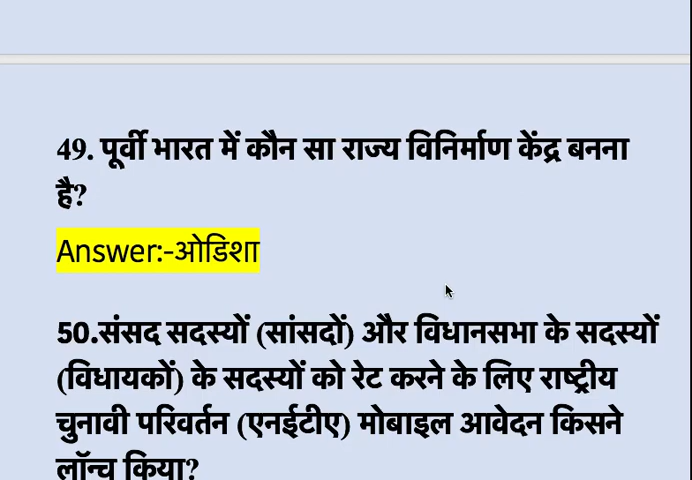 49. पूर्वी भारत में कौन सा राज्य विनिर्माण केंद्र बनना
है?
Answer:-ओडिशा
50.संसद सदस्यों (सांसदों) और विधानसभा के सदस्यों
(विधायकों) के सदस्यों को रेट करने के लिए राष्ट्रीय
चुनावी परिवर्तन (एनईटीए) मोबाइल आवेदन किसने
लॉन्च किया?